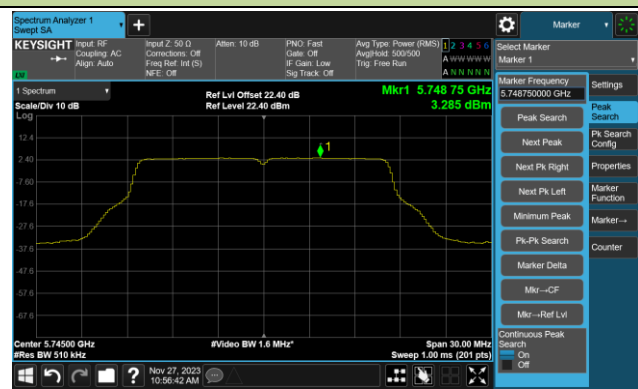 Spectrum Analyzer 1
Swept SA
Marker
KEYSIGHT
Input: RF
Coupling: AC
Align: Auto
Input Z: 50 Ω
Corrections: Off
Freq Ref: Int (S)
NFE: Off
Atten: 10 dB
PNO: Fast
Gate: Off
IF Gain: Low
Sig Track: Off
Avg Type: Power (RMS)
Avg|Hold: 500/500
Trig: Free Run
1 2 3 4 5 6
A W W W W W
A N N N N N
LW
Select Marker
Marker 1
1 Spectrum
Scale/Div 10 dB
Log
Ref Lvl Offset 22.40 dB
Ref Level 22.40 dBm
Mkr1 5.748 75 GHz
3.285 dBm
12.4
2.40
-7.60
-17.6
-27.6
-37.6
-47.6
-57.6
-67.6
1
Center 5.74500 GHz
#Res BW 510 kHz
#Video BW 1.6 MHz*
Span 30.00 MHz
Sweep 1.00 ms (201 pts)
Marker Frequency
5.748750000 GHz
Peak Search
Next Peak
Next Pk Right
Next Pk Left
Minimum Peak
Pk-Pk Search
Marker Delta
Mkr→CF
Mkr→Ref Lvl
Continuous Peak
Search
On
Off
Settings
Peak
Search
Pk Search
Config
Properties
Marker
Function
Marker→
Counter
Nov 27, 2023
10:56:42 AM